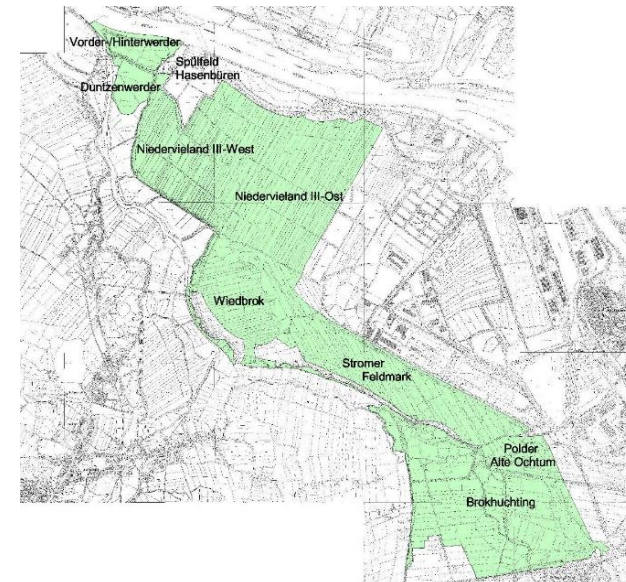 Vorder-/Hinterwerder
Spülfeld
Hasenbüren
Duntzenwerder
Niedervieland III-West
Niedervieland III-Ost
Wiedbrok
Stromer
Feldmark
Polder
Alte Ochtum
Brokhuchting